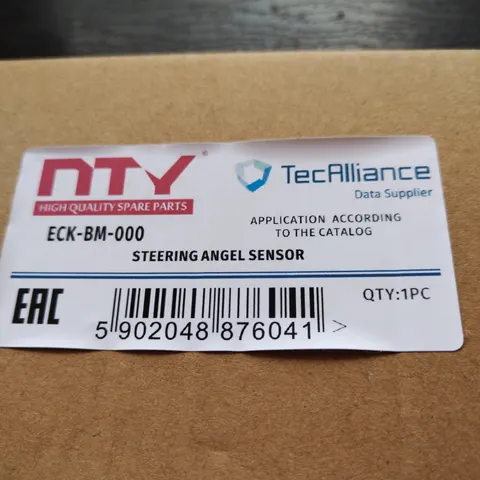 NTY
HIGH QUALITY SPARE PARTS
ECK-BM-000
TecAlliance
Data Supplier
APPLICATION ACCORDING
TO THE CATALOG
STEERING ANGEL SENSOR
EAC
QTY:1PC
5 902048 876041 >